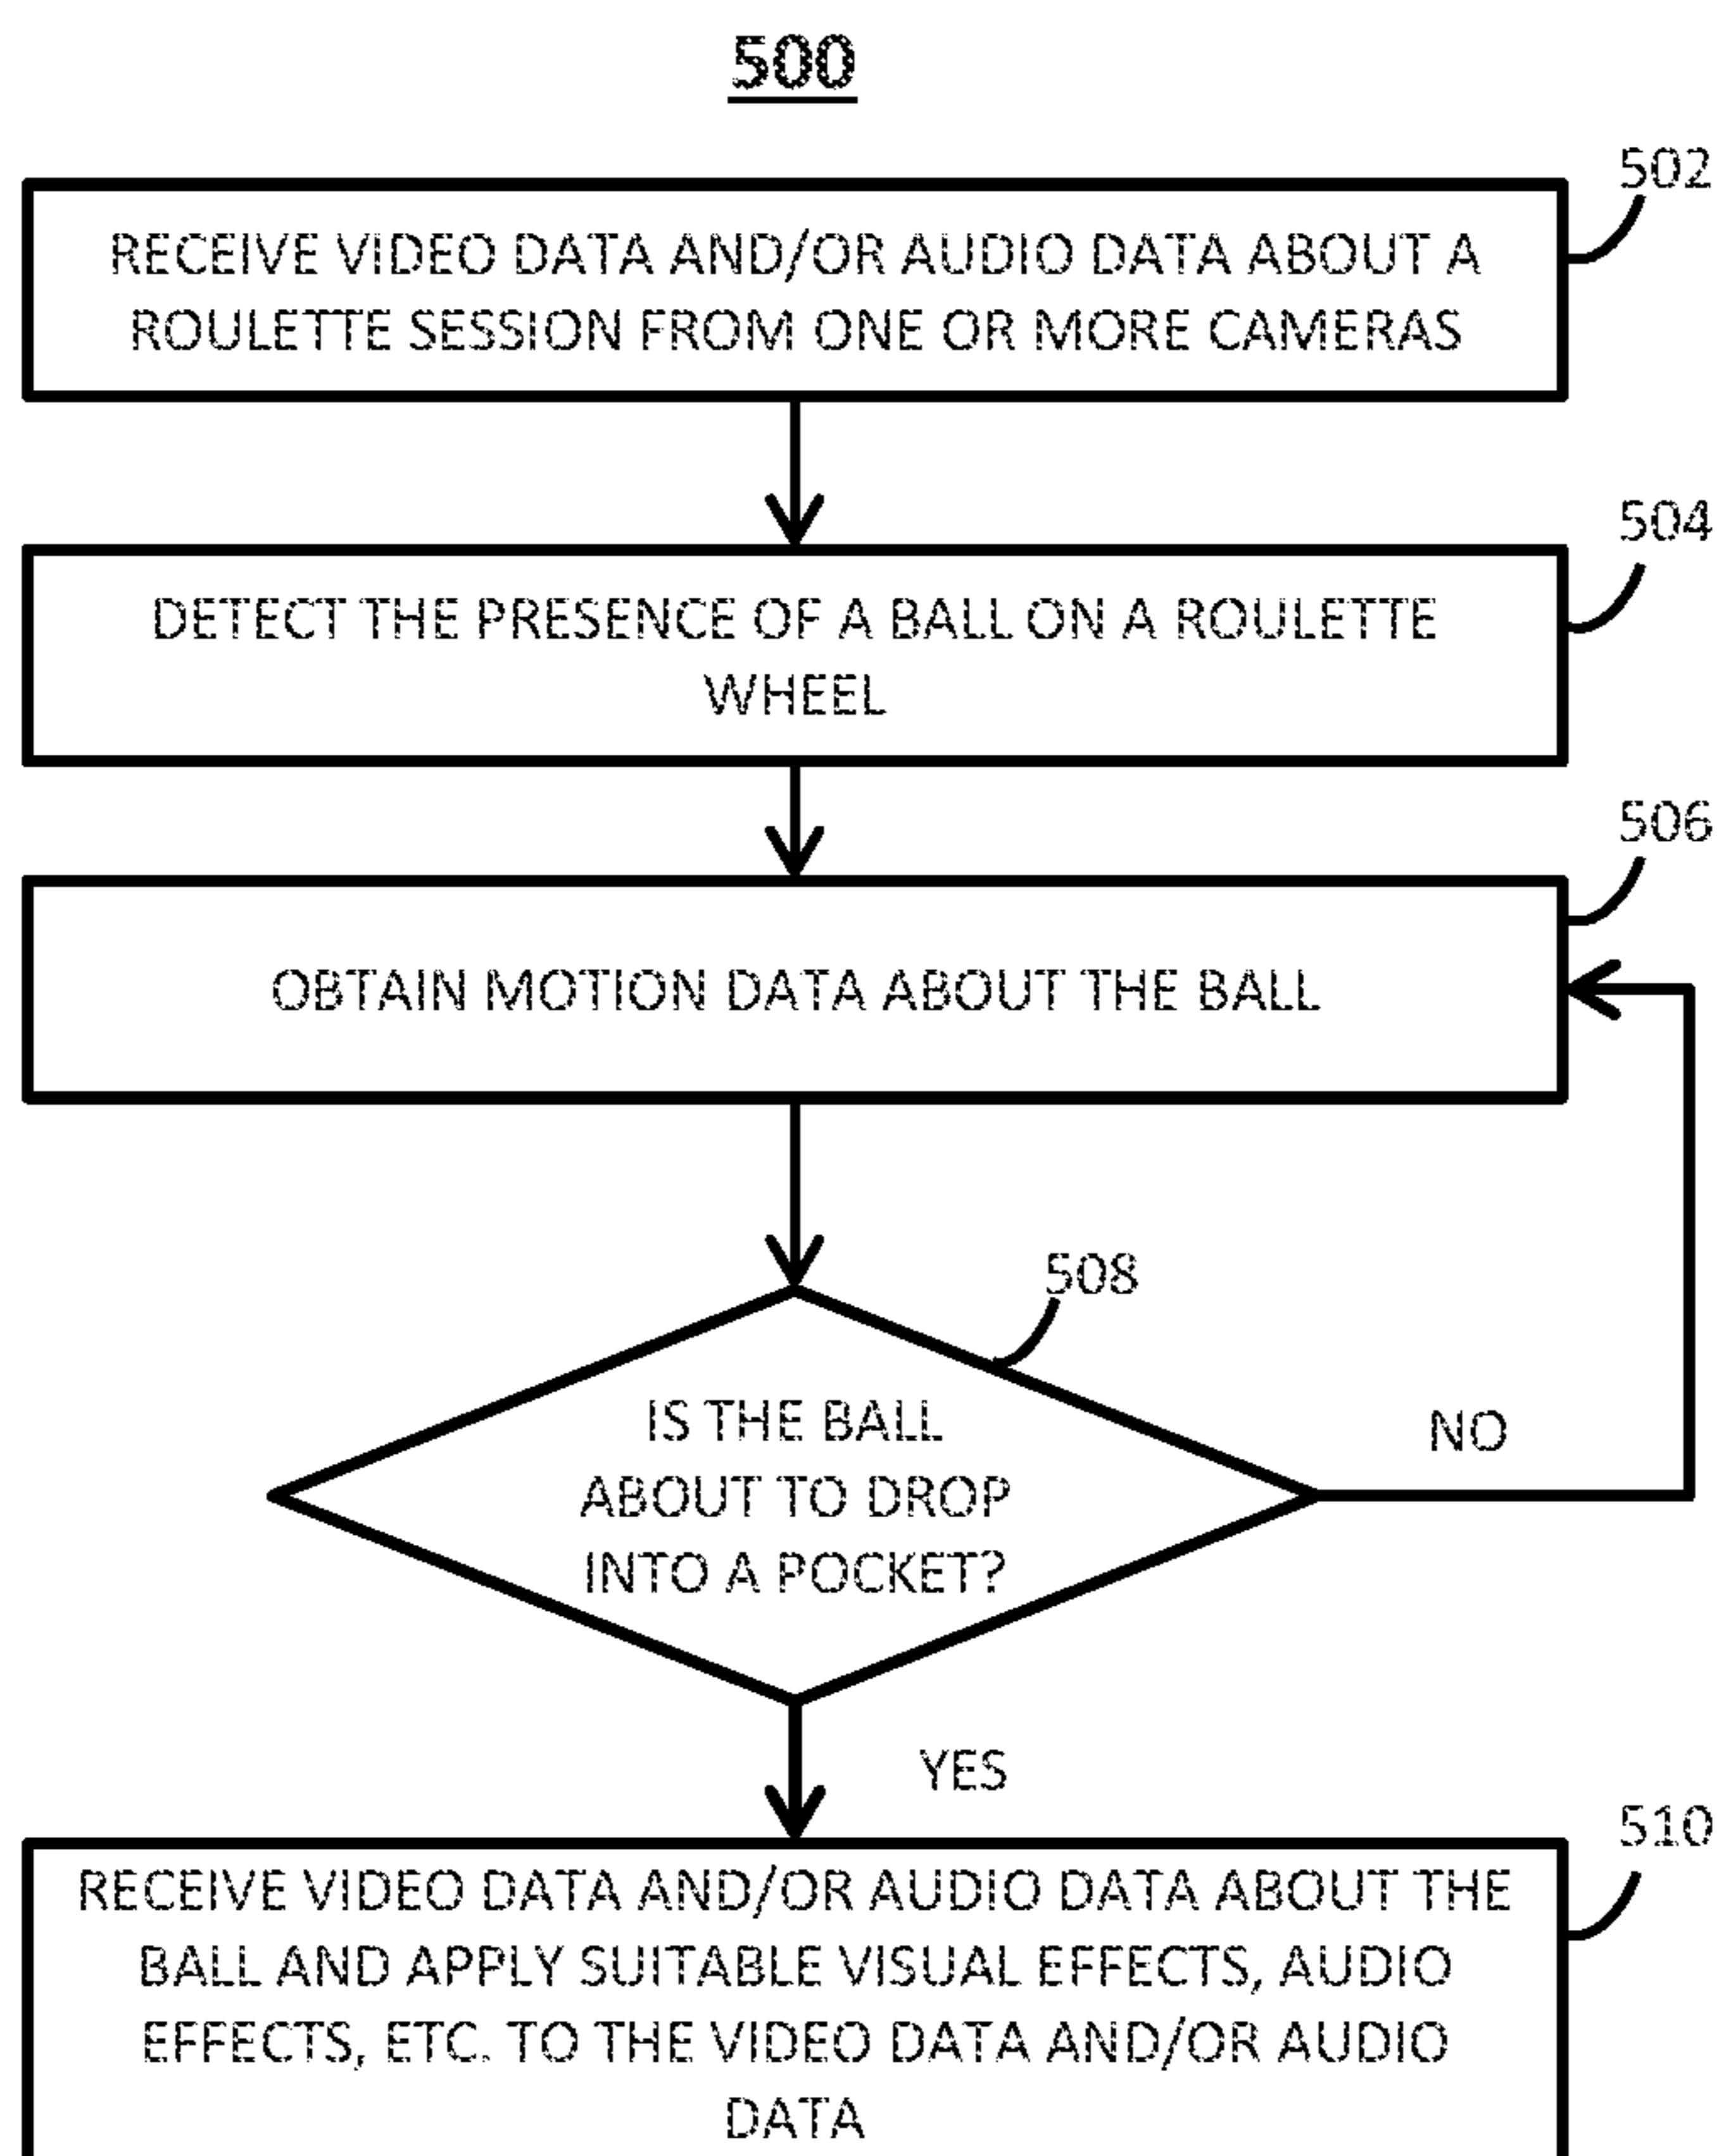 500
502
RECEIVE VIDEO DATA AND/OR AUDIO DATA ABOUT A
ROULETTE SESSION FROM ONE OR MORE CAMERAS
504
DETECT THE PRESENCE OF A BALL ON A ROULETTE
WHEEL
506
OBTAIN MOTION DATA ABOUT THE BALL
508
IS THE BALL
ABOUT TO DROP
INTO A POCKET?
NO
YES
510
RECEIVE VIDEO DATA AND/OR AUDIO DATA ABOUT THE
BALL AND APPLY SUITABLE VISUAL EFFECTS, AUDIO
EFFECTS, ETC. TO THE VIDEO DATA AND/OR AUDIO
DATA